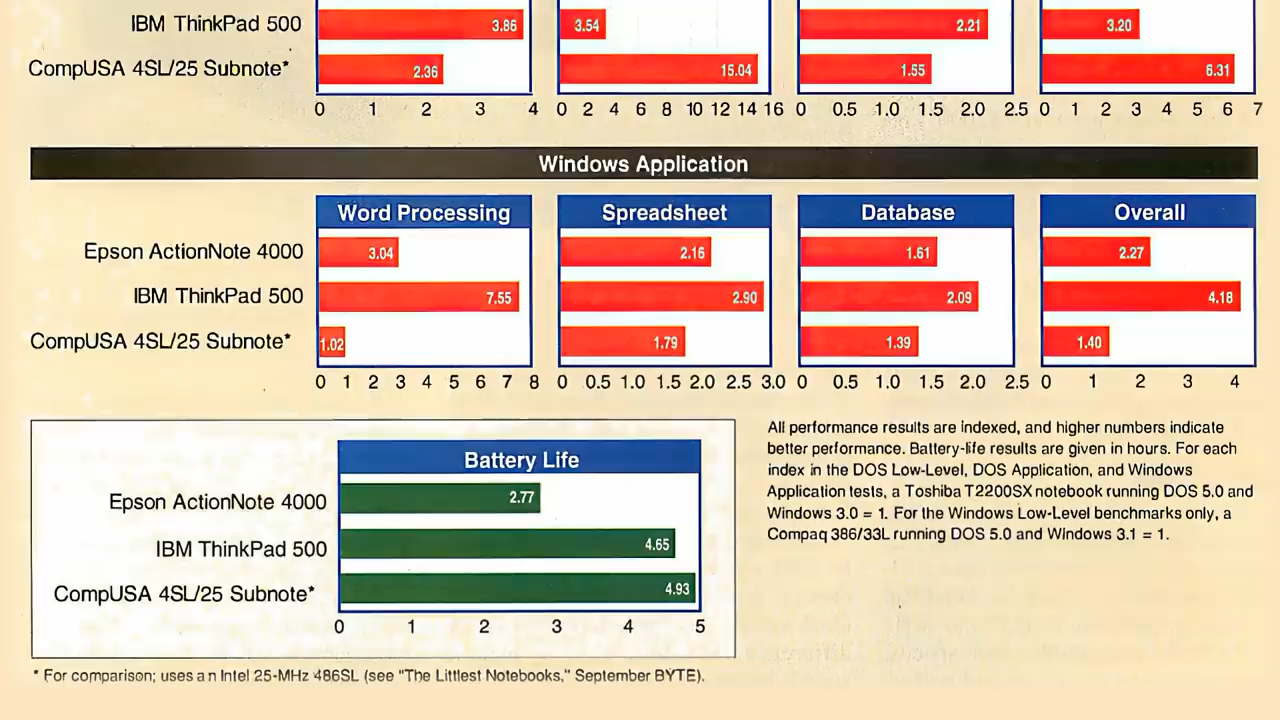 IBM ThinkPad 500 3.86 3.54 2.21 3.20
CompUSA 4SL/25 Subnote* 2.36 15.04 1.55 6.31
0 1 2 3 4 0 2 4 6 8 10 12 14 16 0 0.5 1.0 1.5 2.0 2.5 0 1 2 3 4 5 6 7
Windows Application
Word Processing Spreadsheet Database Overall
Epson ActionNote 4000 3.04 2.16 1.61 2.27
IBM ThinkPad 500 7.55 2.90 2.09 4.18
CompUSA 4SL/25 Subnote* 1.02 1.79 1.39 1.40
0 1 2 3 4 5 6 7 8 0 0.5 1.0 1.5 2.0 2.5 3.0 0 0.5 1.0 1.5 2.0 2.5 0 1 2 3 4
Battery Life
Epson ActionNote 4000 2.77
IBM ThinkPad 500 4.65
CompUSA 4SL/25 Subnote* 4.93
0 1 2 3 4 5
All performance results are indexed, and higher numbers indicate
better performance. Battery-life results are given in hours. For each
index in the DOS Low-Level, DOS Application, and Windows
Application tests, a Toshiba T2200SX notebook running DOS 5.0 and
Windows 3.0 = 1. For the Windows Low-Level benchmarks only, a
Compaq 386/33L running DOS 5.0 and Windows 3.1 = 1.
* For comparison; uses an Intel 25-MHz 486SL (see "The Littlest Notebooks," September BYTE).